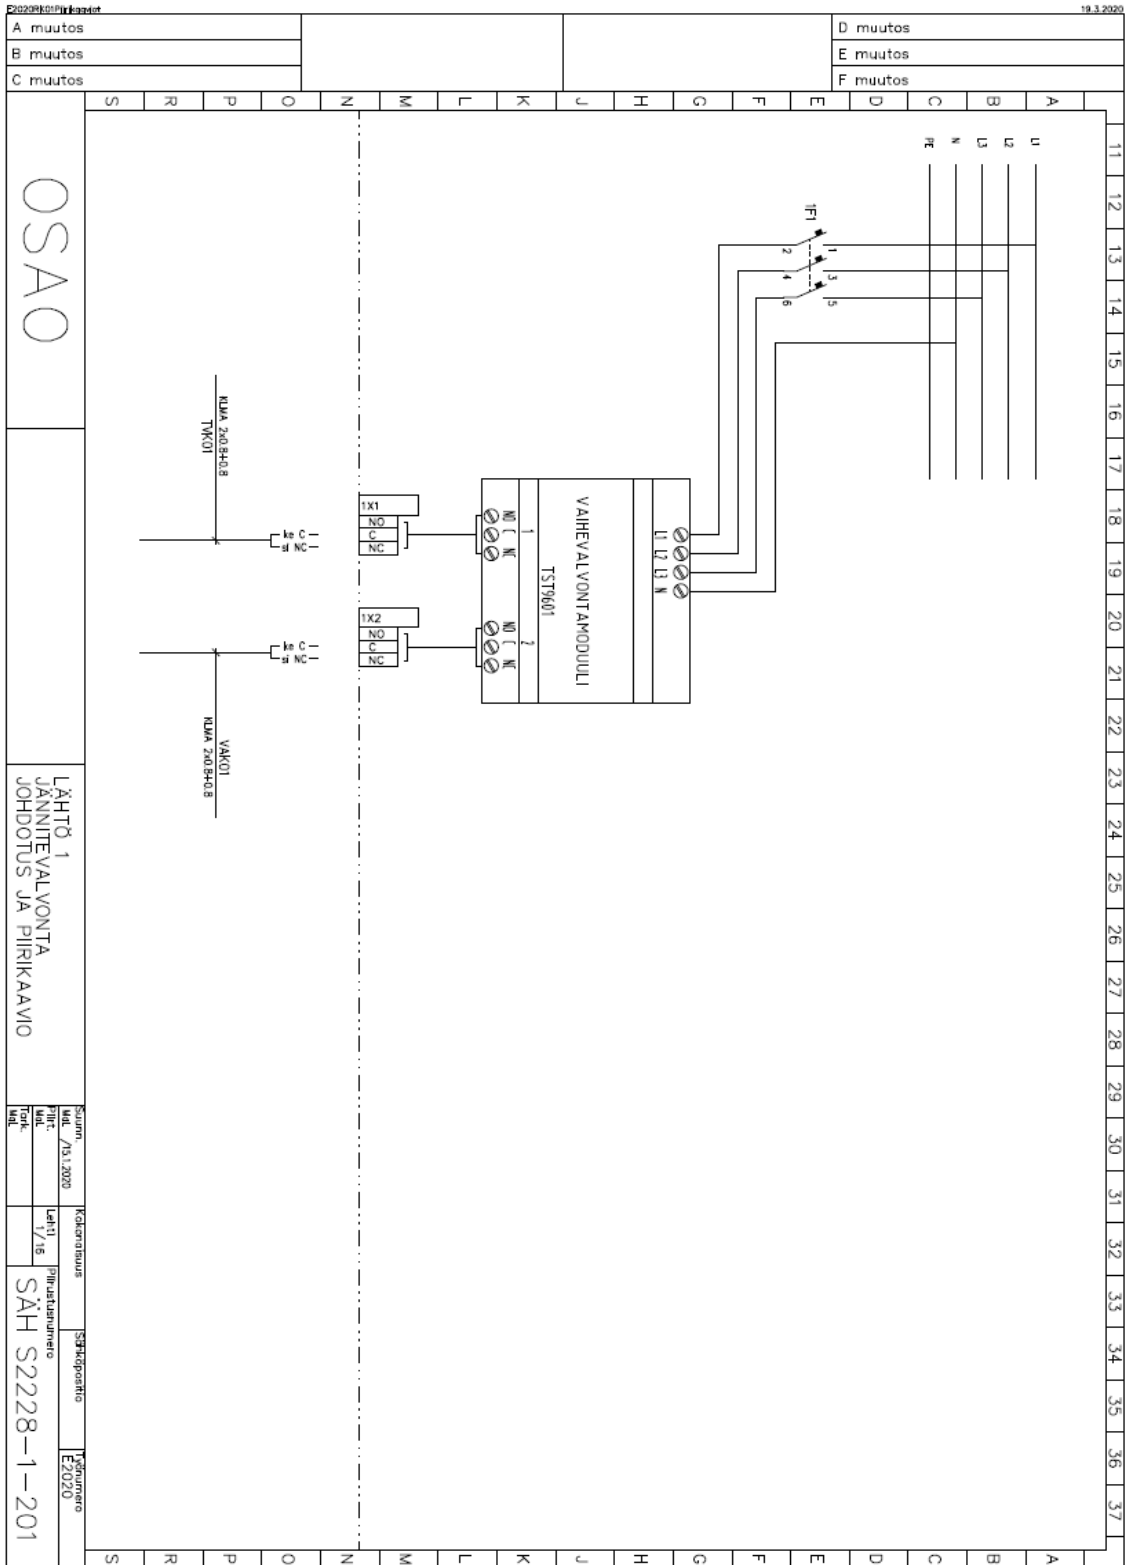 E2020RK01Piirikaaviot
19.3.2020
A muutos
B muutos
C muutos
D muutos
E muutos
F muutos
S R P O N M L K J H G F E D C B A
11 12 13 14 15 16 17 18 19 20 21 22 23 24 25 26 27 28 29 30 31 32 33 34 35 36 37
L1
L2
L3
N
PE
1F1
1 2
3 4
5 6
L1 L2 L3 N
VAIHEVALVONTAMODUULI
TST9601
1 2
NO C NC
NO C NC
1X1
NO
C
NC
1X2
NO
C
NC
ke C
si NC
ke C
si NC
KLMA 2x0.8+0.8
TVK01
VAK01
KLMA 2x0.8+0.8
OSAO
LÄHTÖ 1
JÄNNITEVALVONTA
JOHDOTUS JA PIIRIKAAVIO
Suunn.
MaL /15.1.2020
Piirt.
MaL
Tark.
MaL
Kokonaisuus
Sähköpositio
Työnumero
E2020
Lehti
1/16
Piirustusnumero
SÄH S2228-1-201
S R P O N M L K J H G F E D C B A